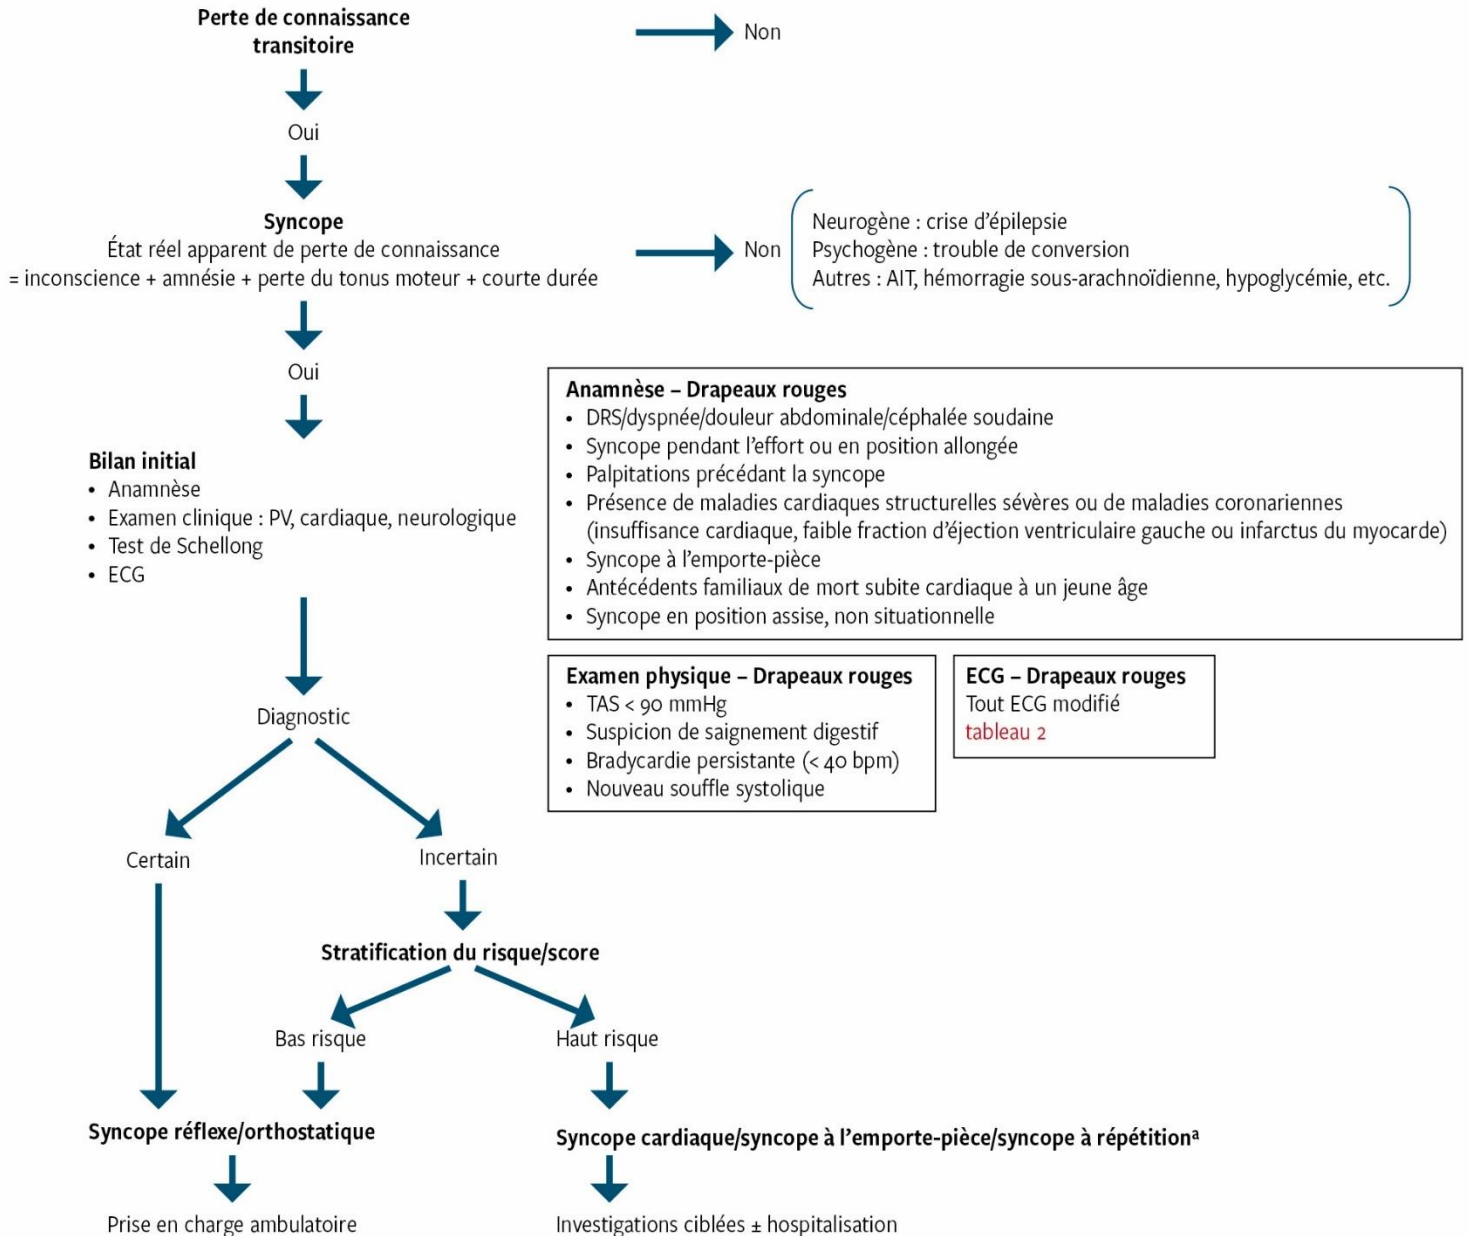 Perte de connaissance
transitoire
Non
Oui
Syncope
État réel apparent de perte de connaissance
= inconscience + amnésie + perte du tonus moteur + courte durée
Non
Neurogène : crise d’épilepsie
Psychogène : trouble de conversion
Autres : AIT, hémorragie sous-arachnoïdienne, hypoglycémie, etc.
Oui
Bilan initial
• Anamnèse
• Examen clinique : PV, cardiaque, neurologique
• Test de Schellong
• ECG
Anamnèse – Drapeaux rouges
• DRS/dyspnée/douleur abdominale/céphalée soudaine
• Syncope pendant l’effort ou en position allongée
• Palpitations précédant la syncope
• Présence de maladies cardiaques structurelles sévères ou de maladies coronariennes
(insuffisance cardiaque, faible fraction d’éjection ventriculaire gauche ou infarctus du myocarde)
• Syncope à l’emporte-pièce
• Antécédents familiaux de mort subite cardiaque à un jeune âge
• Syncope en position assise, non situationnelle
Examen physique – Drapeaux rouges
• TAS < 90 mmHg
• Suspicion de saignement digestif
• Bradycardie persistante (< 40 bpm)
• Nouveau souffle systolique
ECG – Drapeaux rouges
Tout ECG modifié
tableau 2
Diagnostic
Certain
Incertain
Stratification du risque/score
Bas risque
Haut risque
Syncope réflexe/orthostatique
Syncope cardiaque/syncope à l’emporte-pièce/syncope à répétitionᵃ
Prise en charge ambulatoire
Investigations ciblées ± hospitalisation